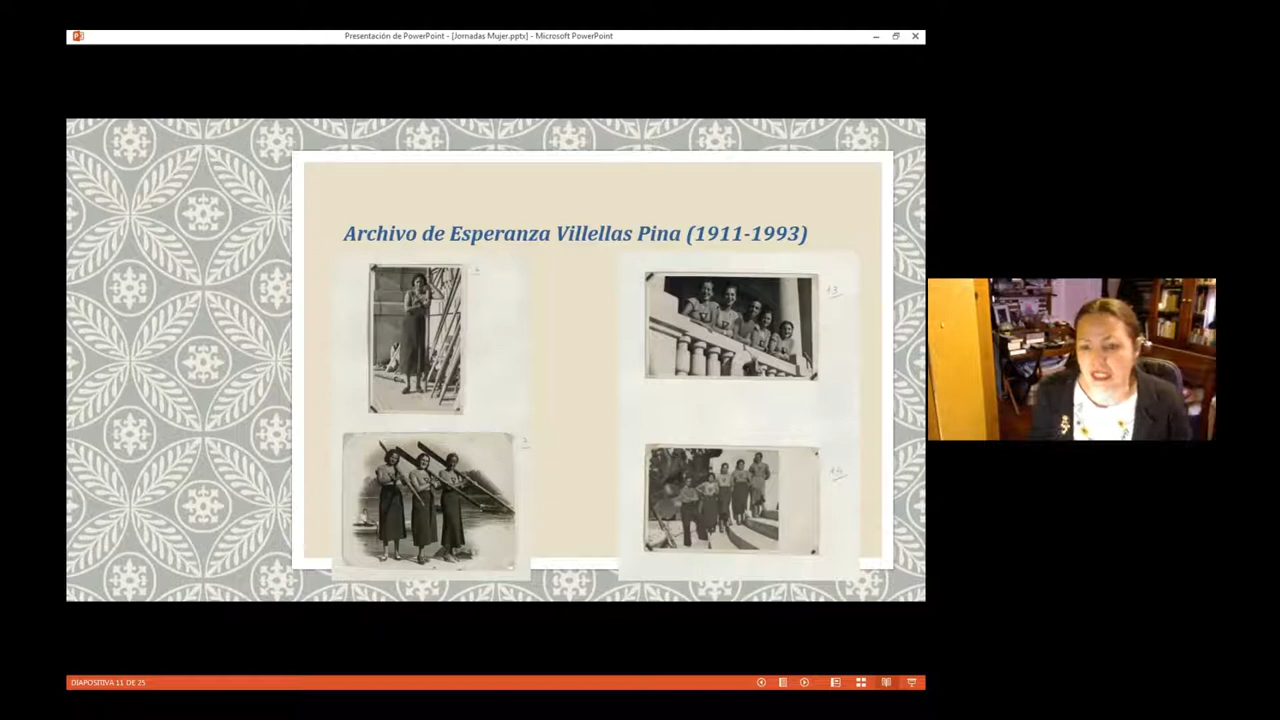 Presentación de PowerPoint - [Jornadas Mujer.pptx] - Microsoft PowerPoint
Archivo de Esperanza Villellas Pina (1911-1993)
DIAPOSITIVA 11 DE 25